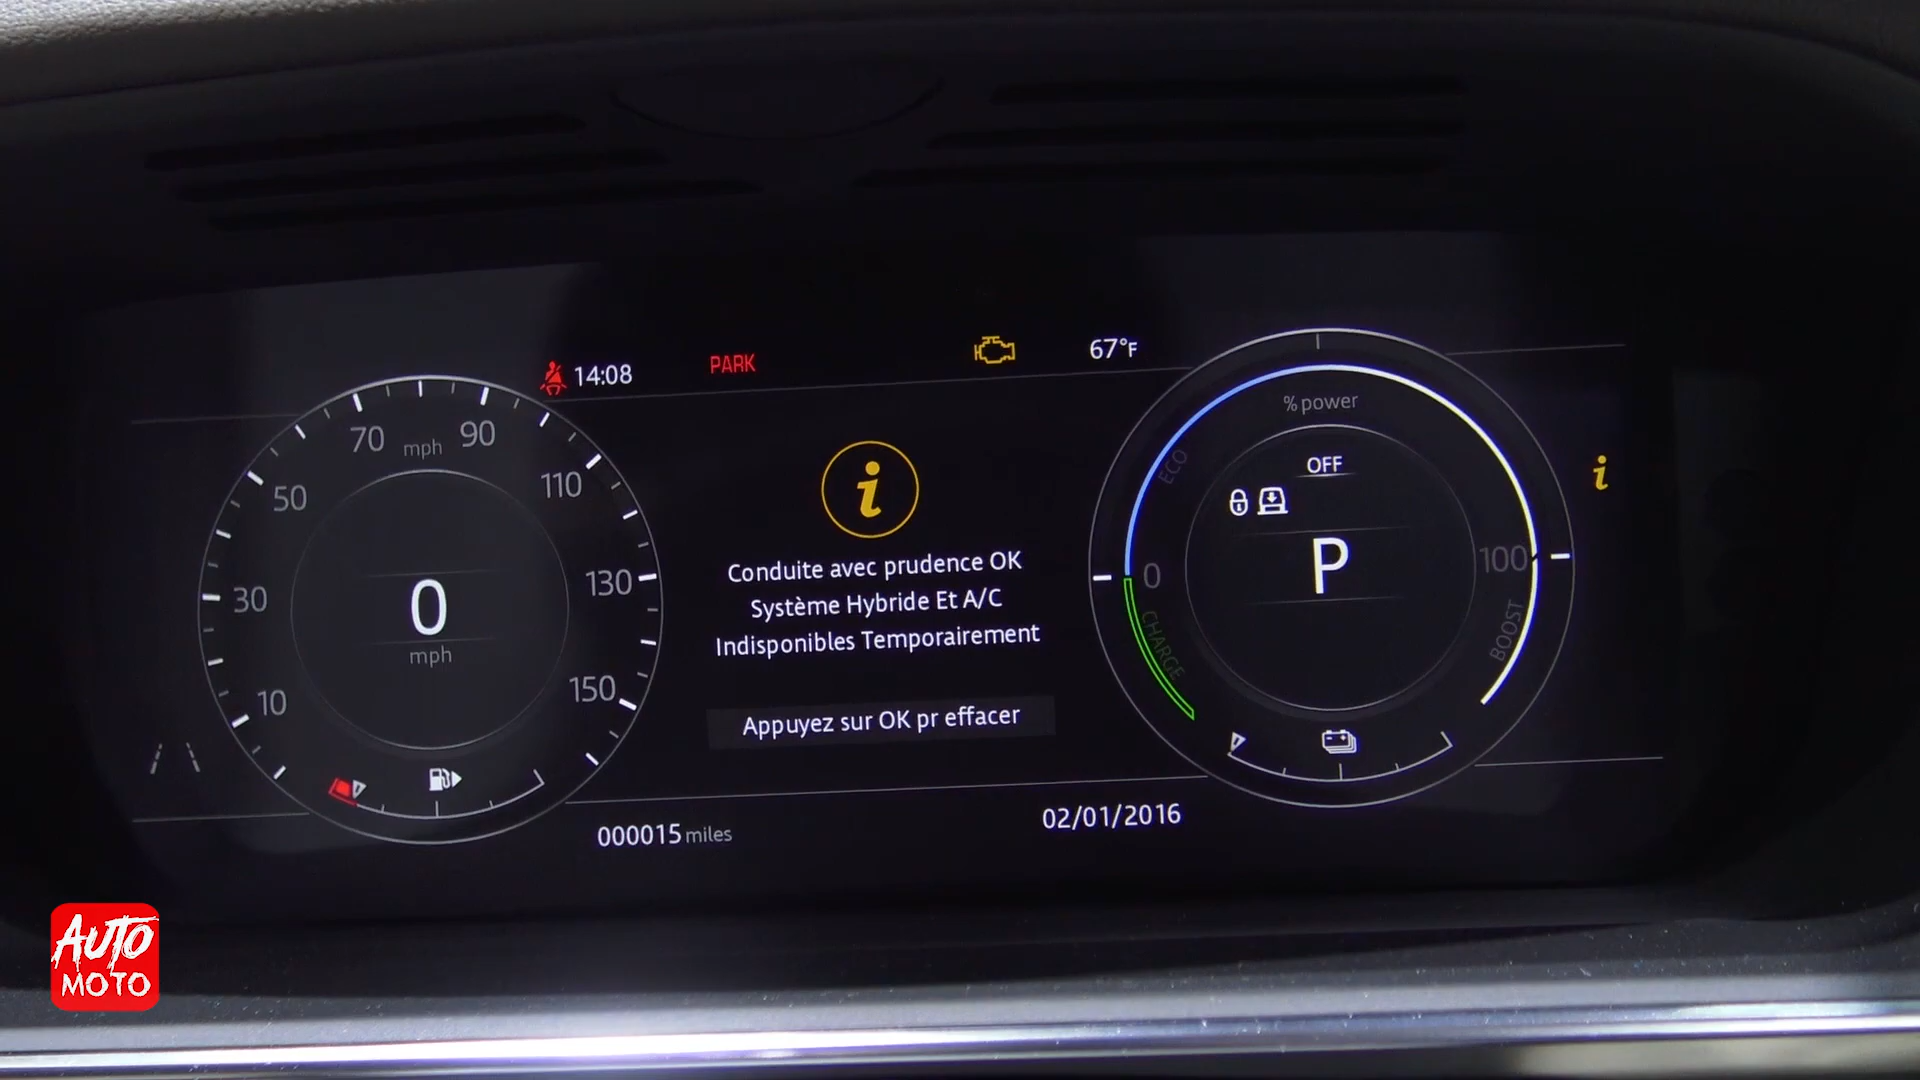 14:08
PARK
67°F
70 mph 90
50
110
30
130
10
150
0
mph
Conduite avec prudence OK
Système Hybride Et A/C
Indisponibles Temporairement
Appuyez sur OK pr effacer
% power
ECO
OFF
0
P
100
CHARGE
BOOST
000015 miles
02/01/2016
AUTO
MOTO